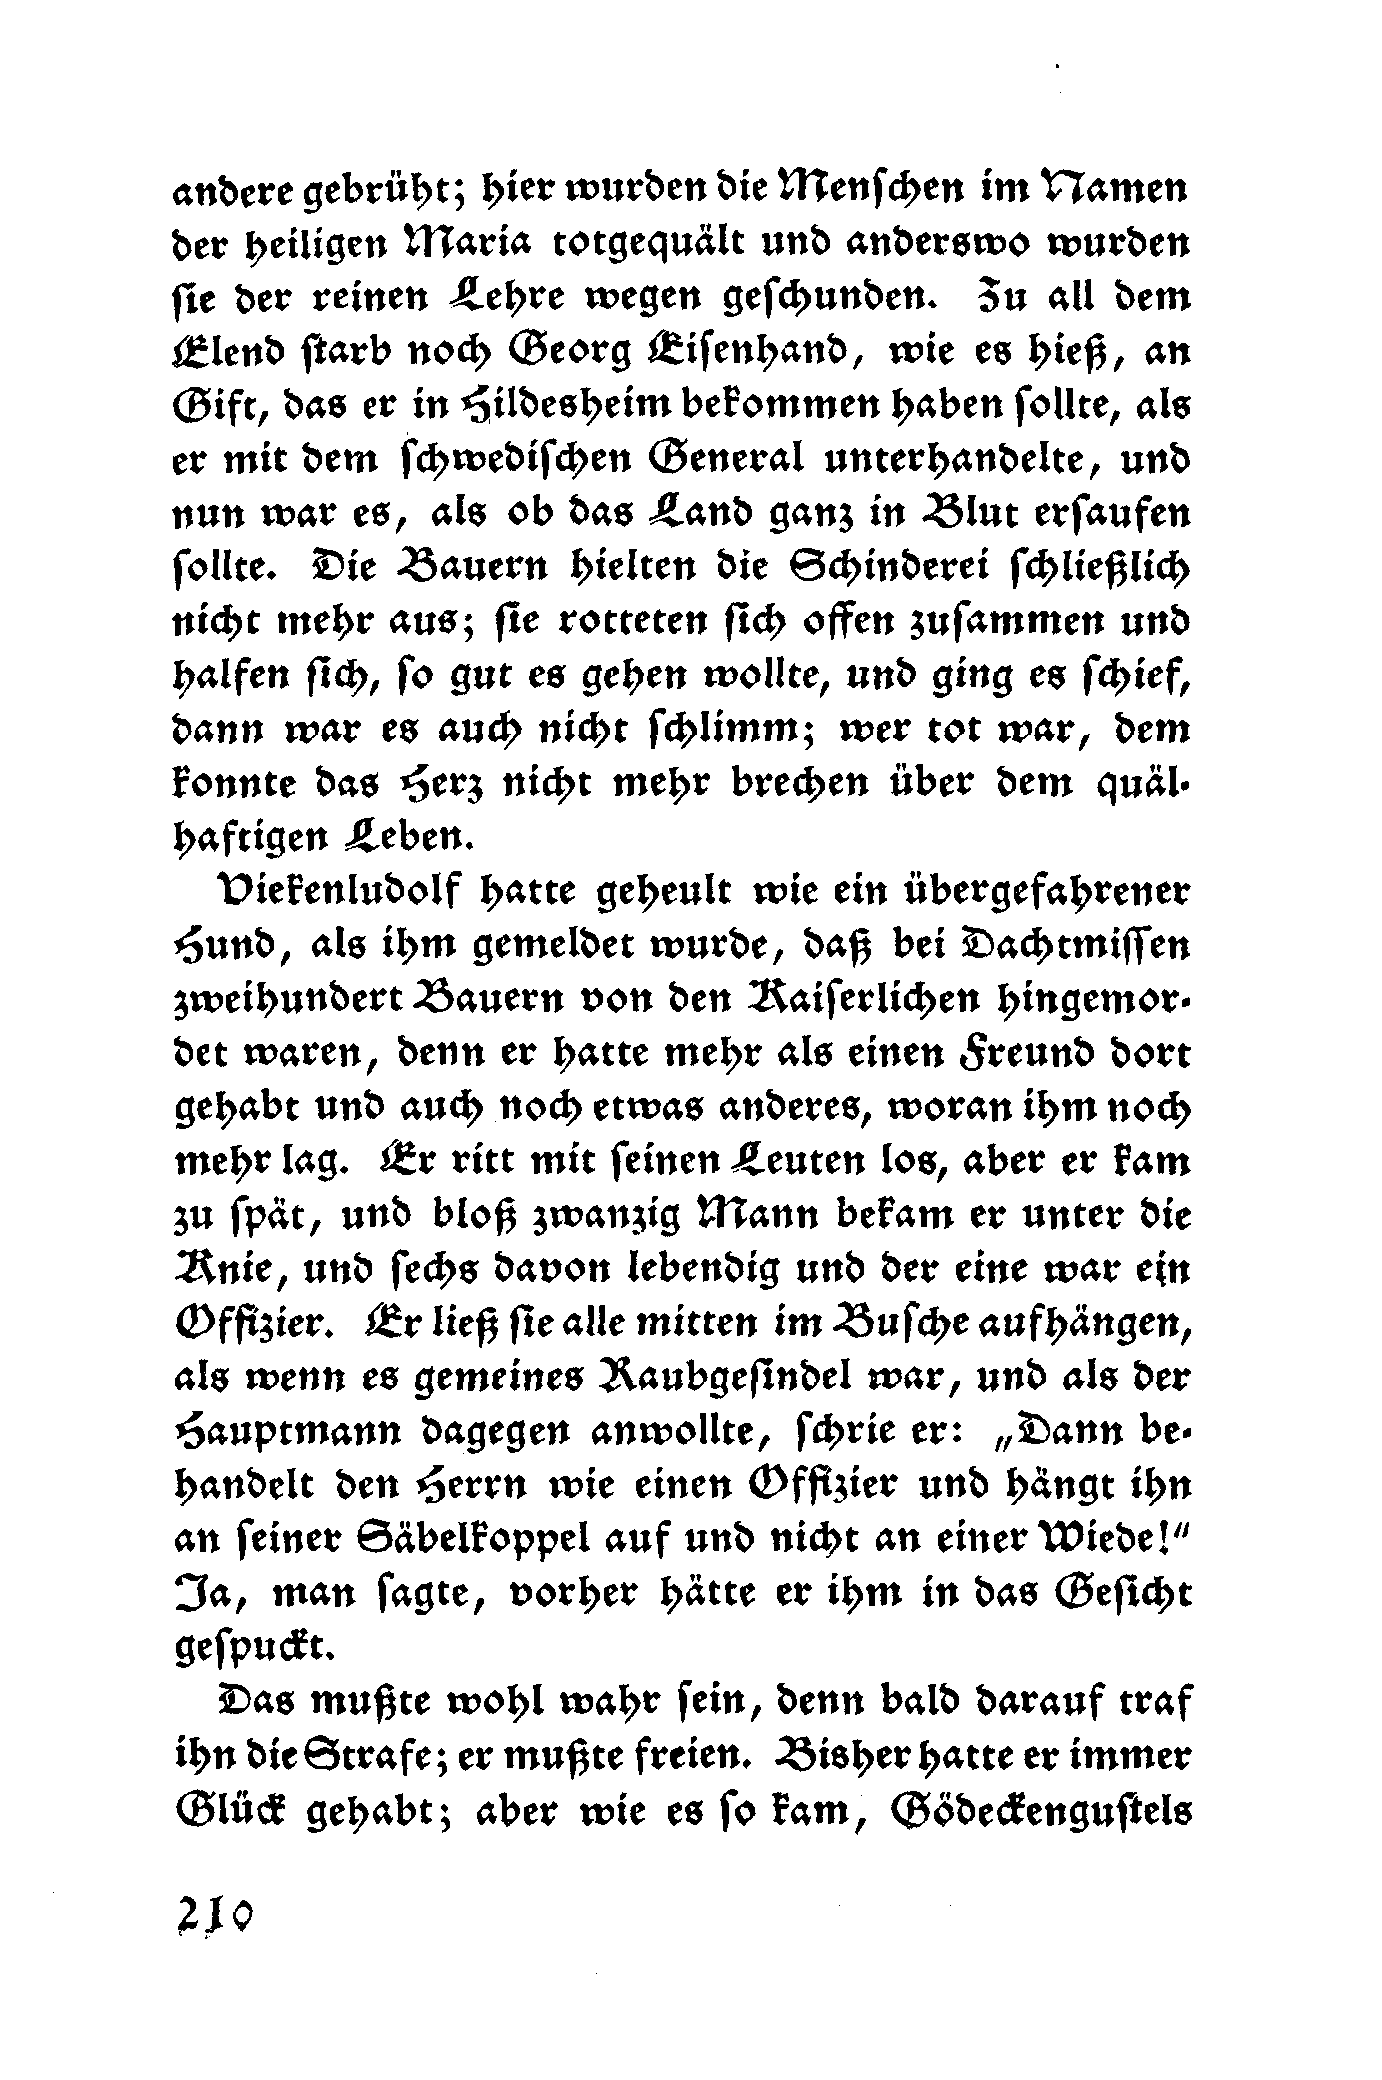 andere gebrüht; hier wurden die Menschen im Namen
der heiligen Maria totgequält und anderswo wurden
sie der reinen Lehre wegen geschunden. Zu all dem
Elend starb noch Georg Eisenhand, wie es hieß, an
Gift, das er in Hildesheim bekommen haben sollte, als
er mit dem schwedischen General unterhandelte, und
nun war es, als ob das Land ganz in Blut ersaufen
sollte. Die Bauern hielten die Schinderei schließlich
nicht mehr aus; sie rotteten sich offen zusammen und
halfen sich, so gut es gehen wollte, und ging es schief,
dann war es auch nicht schlimm; wer tot war, dem
konnte das Herz nicht mehr brechen über dem quäl-
haftigen Leben.
Viekenludolf hatte geheult wie ein übergefahrener
Hund, als ihm gemeldet wurde, daß bei Dachtmissen
zweihundert Bauern von den Kaiserlichen hingemor-
det waren, denn er hatte mehr als einen Freund dort
gehabt und auch noch etwas anderes, woran ihm noch
mehr lag. Er ritt mit seinen Leuten los, aber er kam
zu spät, und bloß zwanzig Mann bekam er unter die
Knie, und sechs davon lebendig und der eine war ein
Offizier. Er ließ sie alle mitten im Busche aufhängen,
als wenn es gemeines Raubgesindel war, und als der
Hauptmann dagegen anwollte, schrie er: „Dann be-
handelt den Herrn wie einen Offizier und hängt ihn
an seiner Säbelkoppel auf und nicht an einer Wiede!"
Ja, man sagte, vorher hätte er ihm in das Gesicht
gespuckt.
Das mußte wohl wahr sein, denn bald darauf traf
ihn die Strafe; er mußte freien. Bisher hatte er immer
Glück gehabt; aber wie es so kam, Gödeckengustels
210